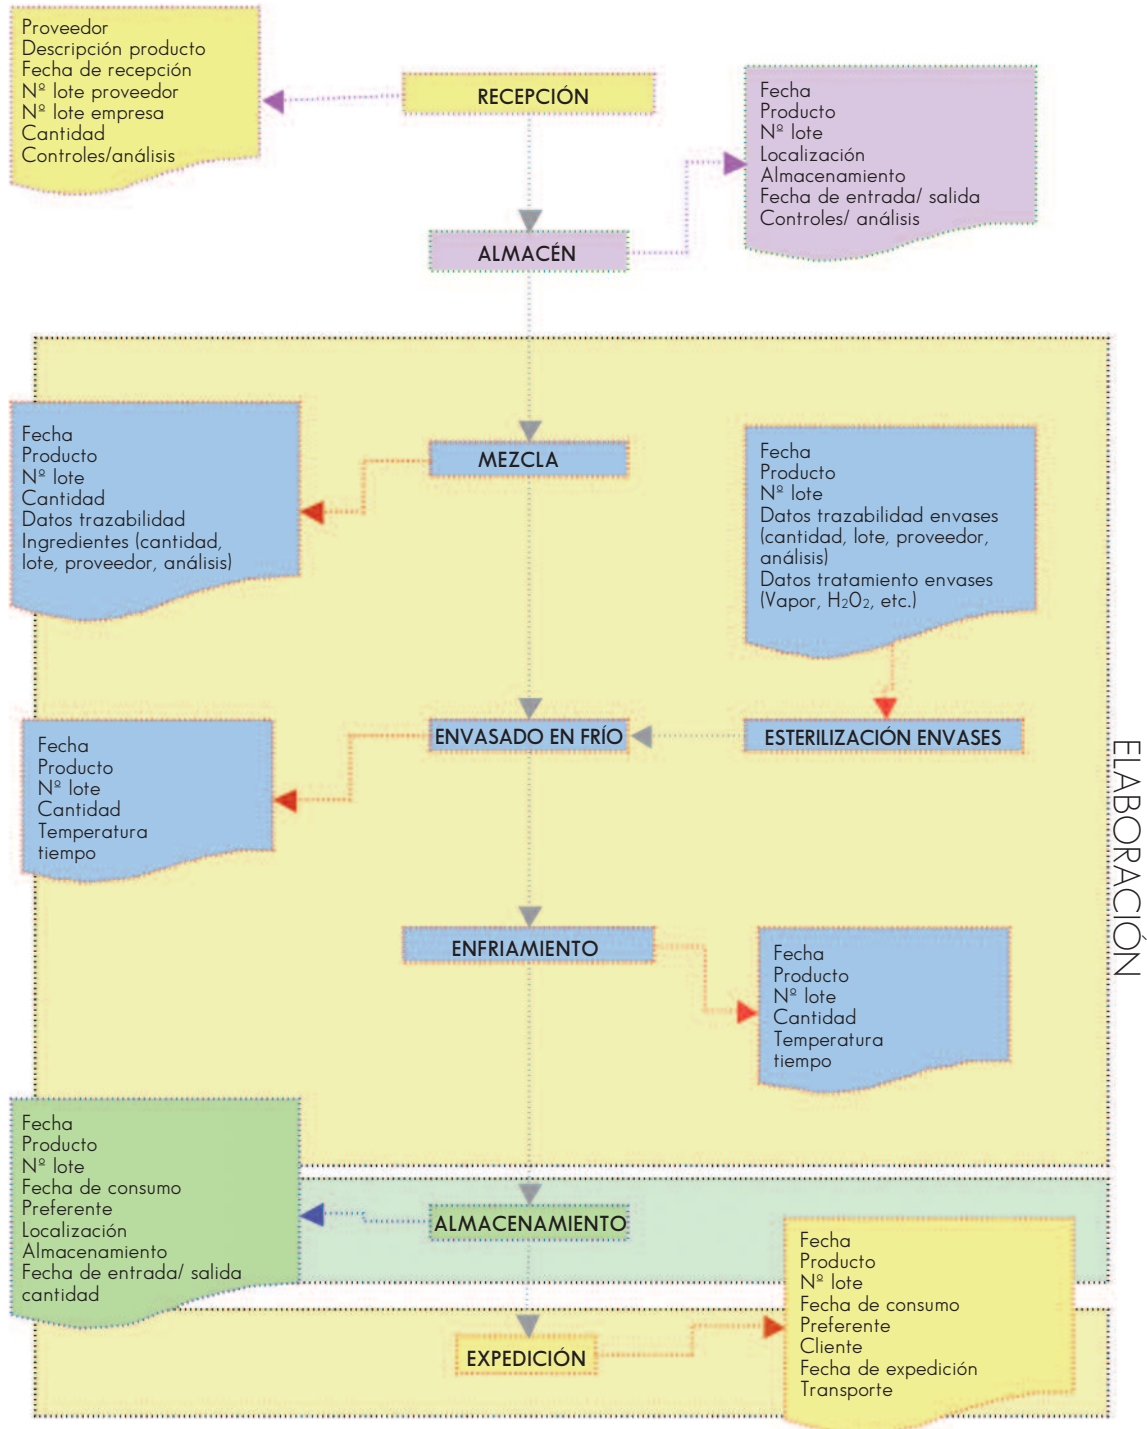 Proveedor
Descripción producto
Fecha de recepción
Nº lote proveedor
Nº lote empresa
Cantidad
Controles/análisis
RECEPCIÓN
Fecha
Producto
Nº lote
Localización
Almacenamiento
Fecha de entrada/ salida
Controles/ análisis
ALMACÉN
Fecha
Producto
Nº lote
Cantidad
Datos trazabilidad
Ingredientes (cantidad,
lote, proveedor, análisis)
MEZCLA
Fecha
Producto
Nº lote
Datos trazabilidad envases
(cantidad, lote, proveedor,
análisis)
Datos tratamiento envases
(Vapor, H₂O₂, etc.)
Fecha
Producto
Nº lote
Cantidad
Temperatura
tiempo
ENVASADO EN FRÍO
ESTERILIZACIÓN ENVASES
ELABORACIÓN
ENFRIAMIENTO
Fecha
Producto
Nº lote
Cantidad
Temperatura
tiempo
Fecha
Producto
Nº lote
Fecha de consumo
Preferente
Localización
Almacenamiento
Fecha de entrada/ salida
cantidad
ALMACENAMIENTO
Fecha
Producto
Nº lote
Fecha de consumo
Preferente
Cliente
Fecha de expedición
Transporte
EXPEDICIÓN